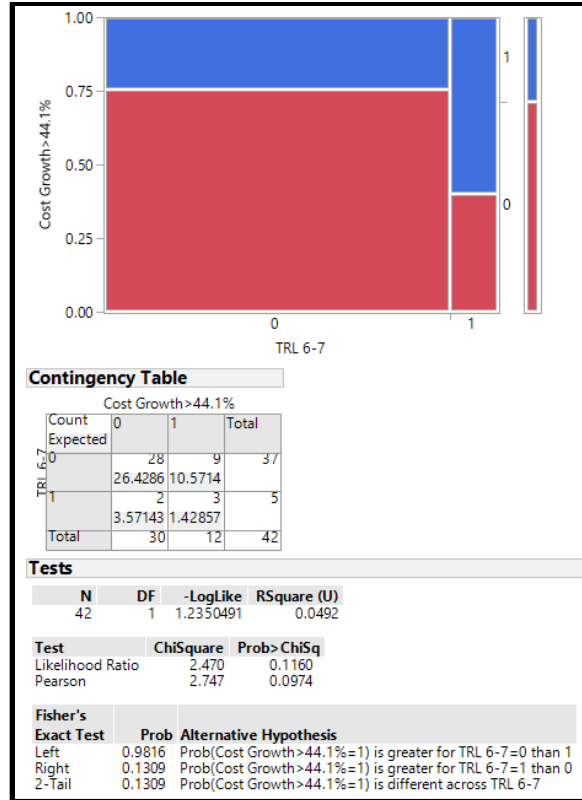 1.00
1
0.75
Cost Growth>44.1%
0.50
0
0.25
0.00
0 1
TRL 6-7
Contingency Table
Cost Growth>44.1%
Count 0 1 Total
Expected
TRL 6-7
0 28 9 37
26.4286 10.5714
1 2 3 5
3.57143 1.42857
Total 30 12 42
Tests
N DF -LogLike RSquare (U)
42 1 1.2350491 0.0492
Test ChiSquare Prob>ChiSq
Likelihood Ratio 2.470 0.1160
Pearson 2.747 0.0974
Fisher's
Exact Test Prob Alternative Hypothesis
Left 0.9816 Prob(Cost Growth>44.1%=1) is greater for TRL 6-7=0 than 1
Right 0.1309 Prob(Cost Growth>44.1%=1) is greater for TRL 6-7=1 than 0
2-Tail 0.1309 Prob(Cost Growth>44.1%=1) is different across TRL 6-7